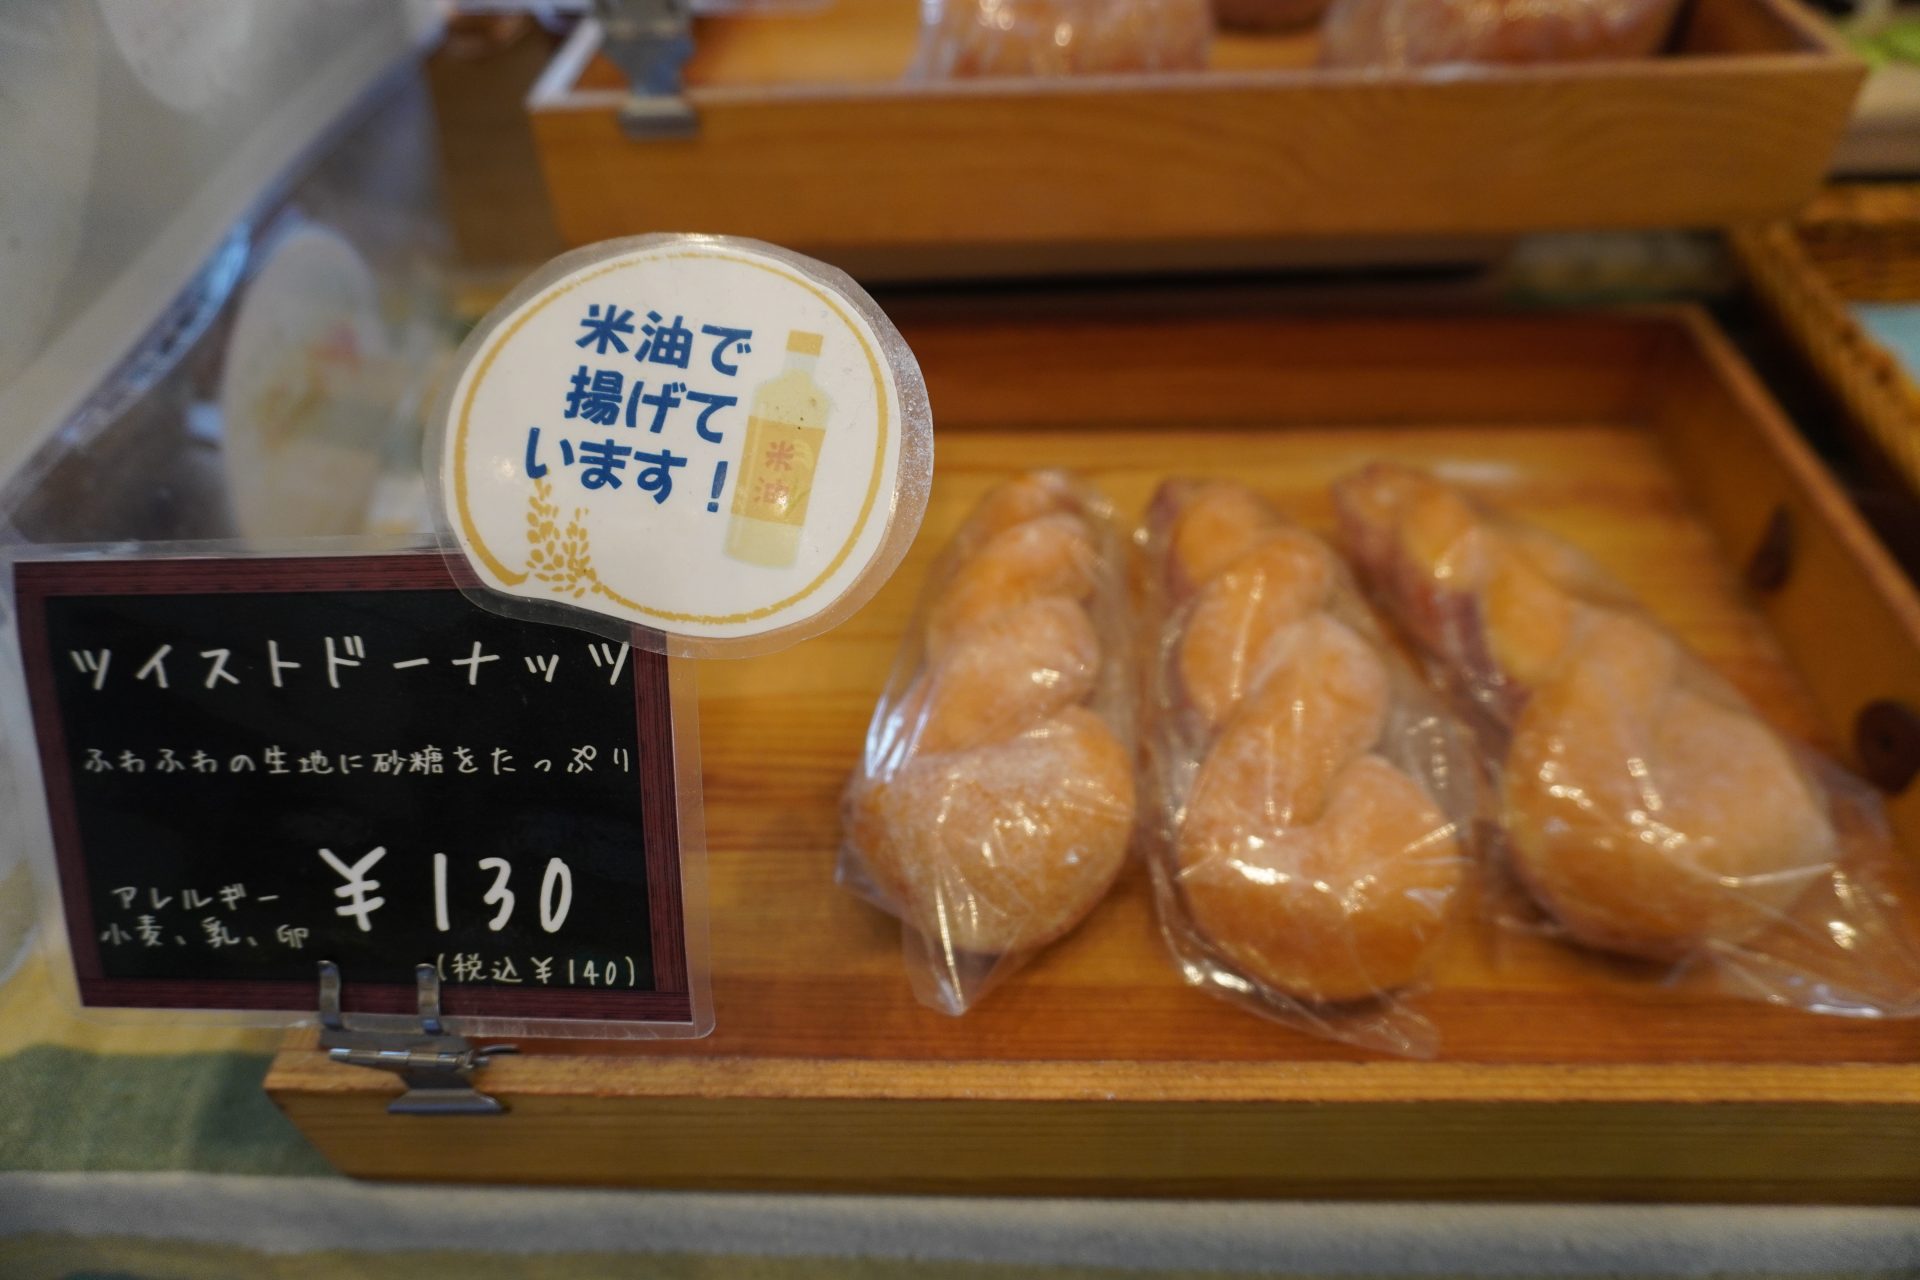 米油で
揚げて
います!
米
油
ツイストドーナッツ
ふわふわの生地に砂糖をたっぷり
アレルギー
小麦、乳、卵
¥130
(税込¥140)